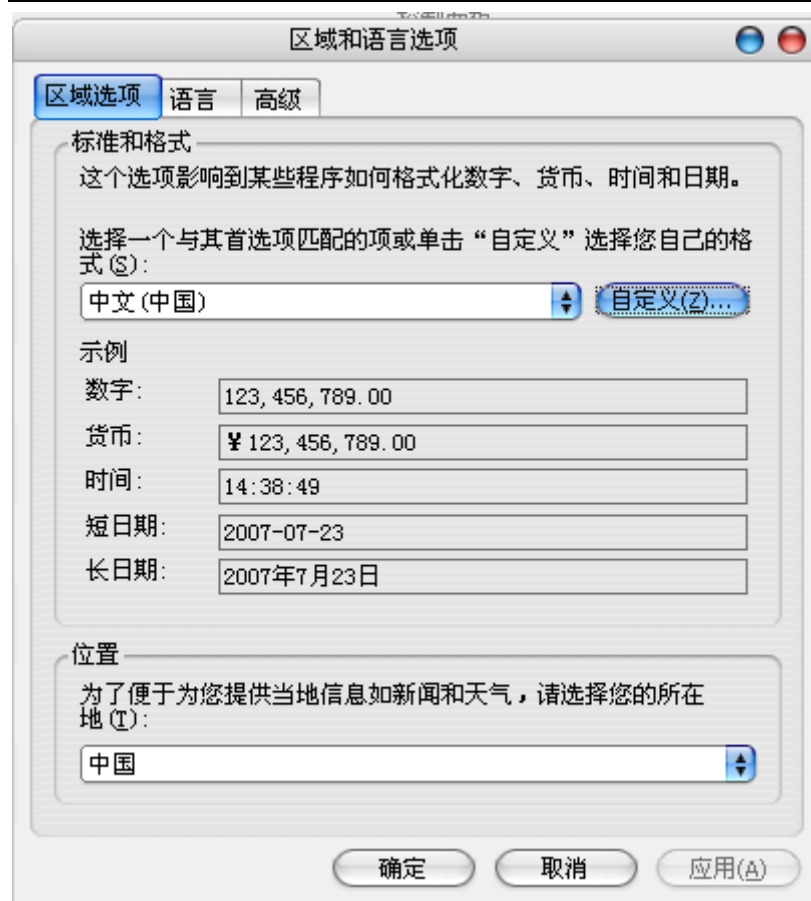 区域和语言选项
区域选项 语言 高级
标准和格式
这个选项影响到某些程序如何格式化数字、货币、时间和日期。
选择一个与其首选项匹配的项或单击“自定义”选择您自己的格
式(S):
中文(中国) 自定义(Z)...
示例
数字: 123,456,789.00
货币: ¥123,456,789.00
时间: 14:38:49
短日期: 2007-07-23
长日期: 2007年7月23日
位置
为了便于为您提供当地信息如新闻和天气，请选择您的所在
地(T):
中国
确定 取消 应用(A)